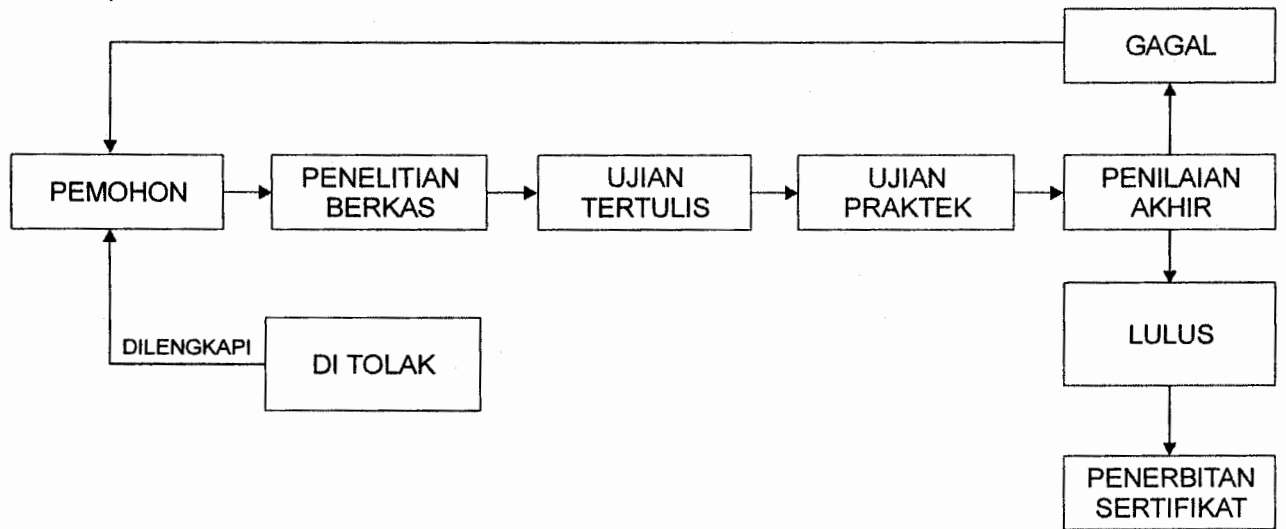 GAGAL
PEMOHON
PENELITIAN
BERKAS
UJIAN
TERTULIS
UJIAN
PRAKTEK
PENILAIAN
AKHIR
DILENGKAPI
DI TOLAK
LULUS
PENERBITAN
SERTIFIKAT